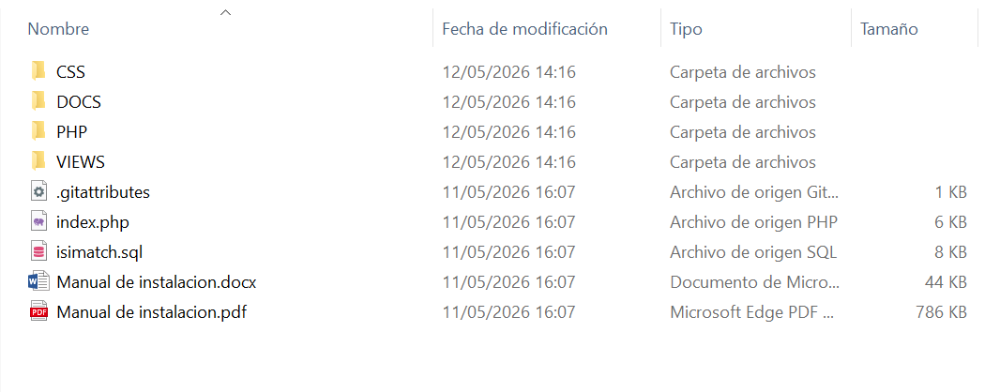 Nombre Fecha de modificación Tipo Tamaño
CSS 12/05/2026 14:16 Carpeta de archivos
DOCS 12/05/2026 14:16 Carpeta de archivos
PHP 12/05/2026 14:16 Carpeta de archivos
VIEWS 12/05/2026 14:16 Carpeta de archivos
.gitattributes 11/05/2026 16:07 Archivo de origen Git... 1 KB
index.php 11/05/2026 16:07 Archivo de origen PHP 6 KB
isimatch.sql 11/05/2026 16:07 Archivo de origen SQL 8 KB
Manual de instalacion.docx 11/05/2026 16:07 Documento de Micro... 44 KB
PDF Manual de instalacion.pdf 11/05/2026 16:07 Microsoft Edge PDF ... 786 KB